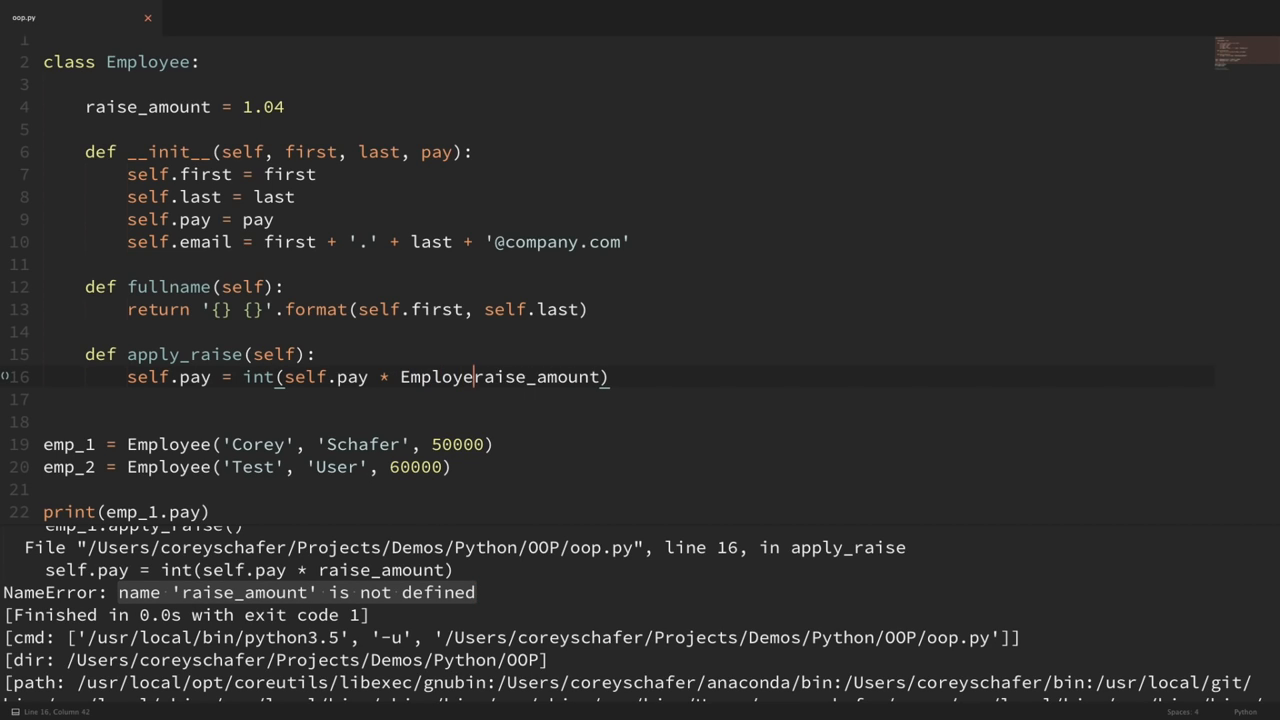 oop.py
1
2 class Employee:
3
4 raise_amount = 1.04
5
6 def __init__(self, first, last, pay):
7 self.first = first
8 self.last = last
9 self.pay = pay
10 self.email = first + '.' + last + '@company.com'
11
12 def fullname(self):
13 return '{} {}'.format(self.first, self.last)
14
15 def apply_raise(self):
16 self.pay = int(self.pay * Employeraise_amount)
17
18
19 emp_1 = Employee('Corey', 'Schafer', 50000)
20 emp_2 = Employee('Test', 'User', 60000)
21
22 print(emp_1.pay)
emp_1.apply_raise()
File "/Users/coreyschafer/Projects/Demos/Python/OOP/oop.py", line 16, in apply_raise
self.pay = int(self.pay * raise_amount)
NameError: name 'raise_amount' is not defined
[Finished in 0.0s with exit code 1]
[cmd: ['/usr/local/bin/python3.5', '-u', '/Users/coreyschafer/Projects/Demos/Python/OOP/oop.py']]
[dir: /Users/coreyschafer/Projects/Demos/Python/OOP]
[path: /usr/local/opt/coreutils/libexec/gnubin:/Users/coreyschafer/anaconda/bin:/Users/coreyschafer/bin:/usr/local/git/
Line 16, Column 42
Spaces: 4
Python